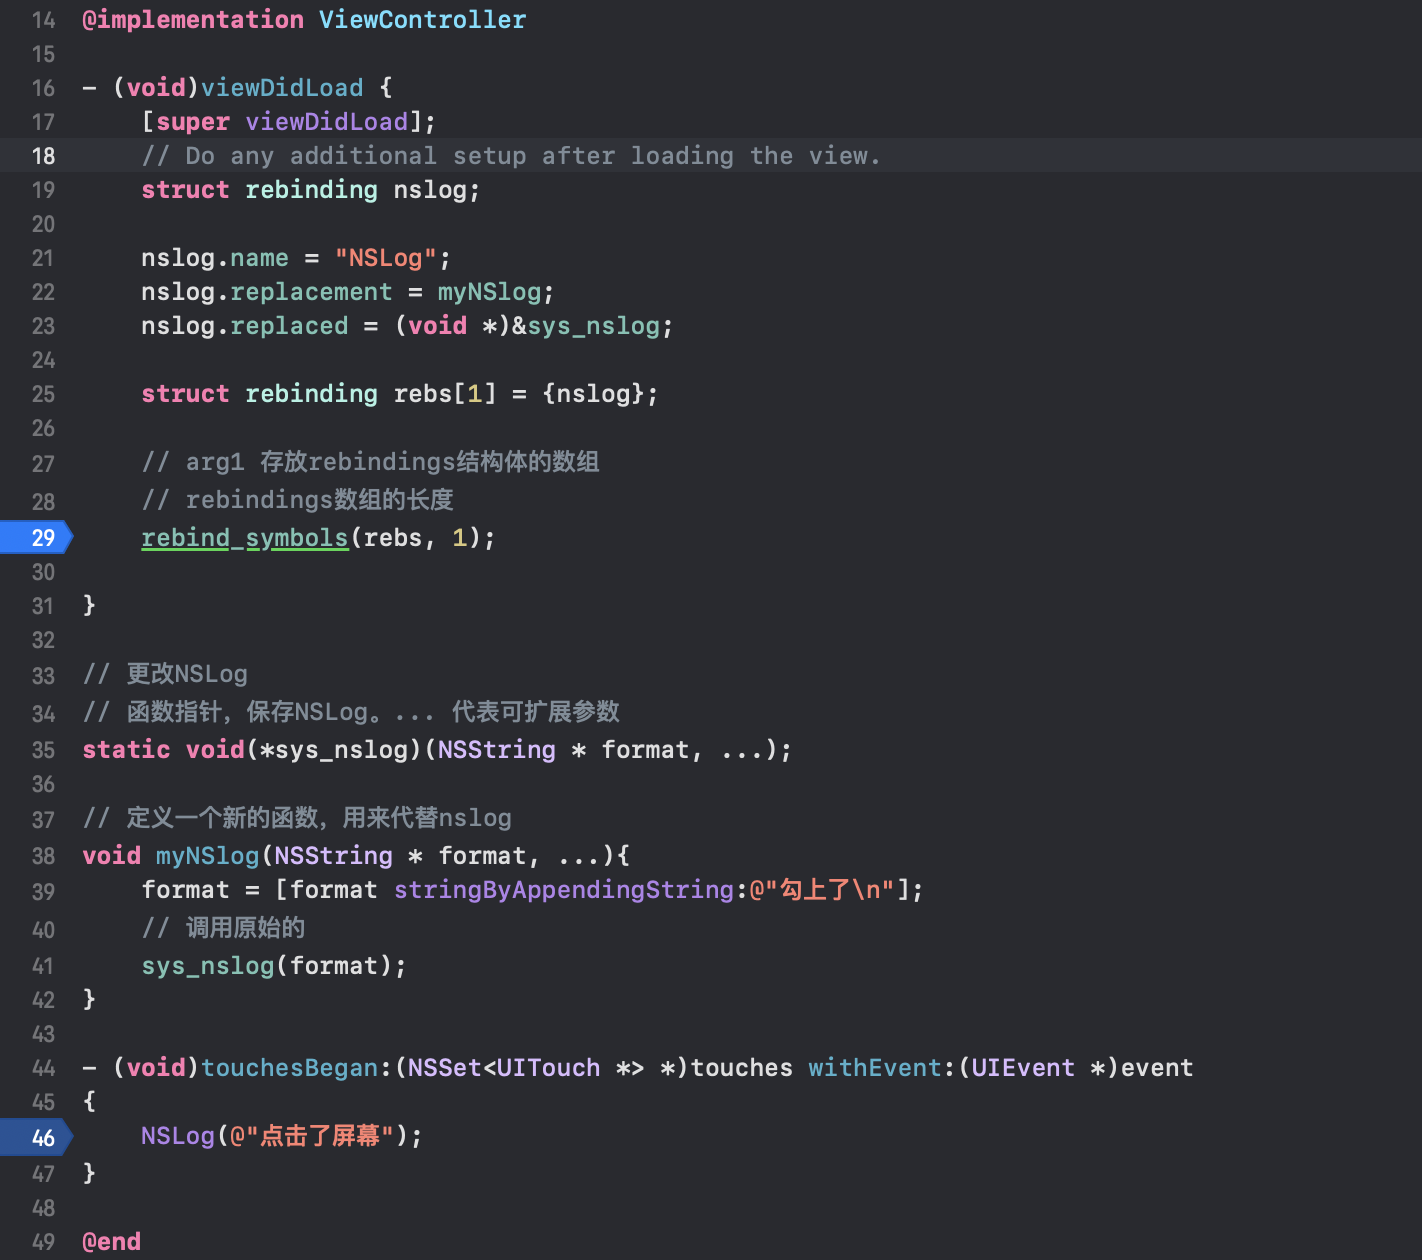 14 @implementation ViewController
15
16 - (void)viewDidLoad {
17     [super viewDidLoad];
18     // Do any additional setup after loading the view.
19     struct rebinding nslog;
20
21     nslog.name = "NSLog";
22     nslog.replacement = myNSlog;
23     nslog.replaced = (void *)&sys_nslog;
24
25     struct rebinding rebs[1] = {nslog};
26
27     // arg1 存放rebindings结构体的数组
28     // rebindings数组的长度
29     rebind_symbols(rebs, 1);
30
31 }
32
33 // 更改NSLog
34 // 函数指针，保存NSLog。... 代表可扩展参数
35 static void(*sys_nslog)(NSString * format, ...);
36
37 // 定义一个新的函数，用来代替nslog
38 void myNSlog(NSString * format, ...){
39     format = [format stringByAppendingString:@"勾上了\n"];
40     // 调用原始的
41     sys_nslog(format);
42 }
43
44 - (void)touchesBegan:(NSSet<UITouch *> *)touches withEvent:(UIEvent *)event
45 {
46     NSLog(@"点击了屏幕");
47 }
48
49 @end